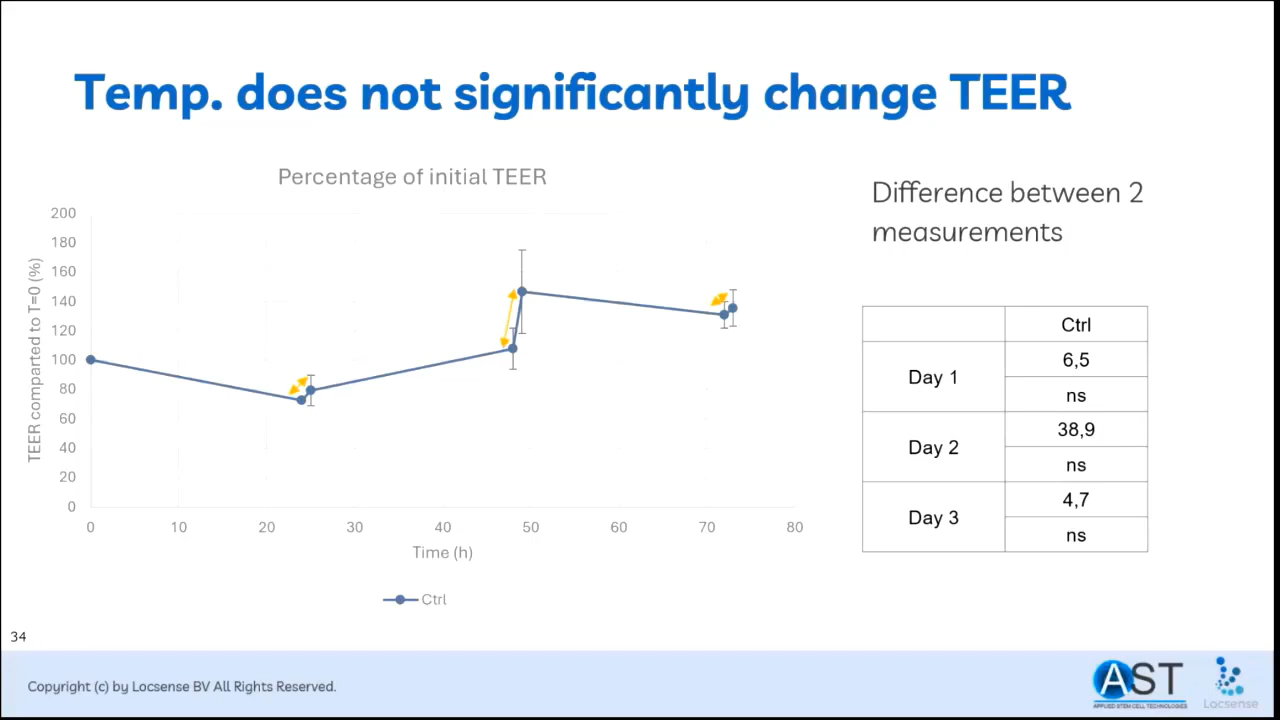 Temp. does not significantly change TEER
Percentage of initial TEER
200
180
160
140
120
100
80
60
40
20
0
TEER comparted to T=0 (%)
0 10 20 30 40 50 60 70 80
Time (h)
Ctrl
Difference between 2
measurements
Ctrl
Day 1
6,5
ns
Day 2
38,9
ns
Day 3
4,7
ns
34
Copyright (c) by Locsense BV All Rights Reserved.
AST
APPLIED STEM CELL TECHNOLOGIES
Locsense